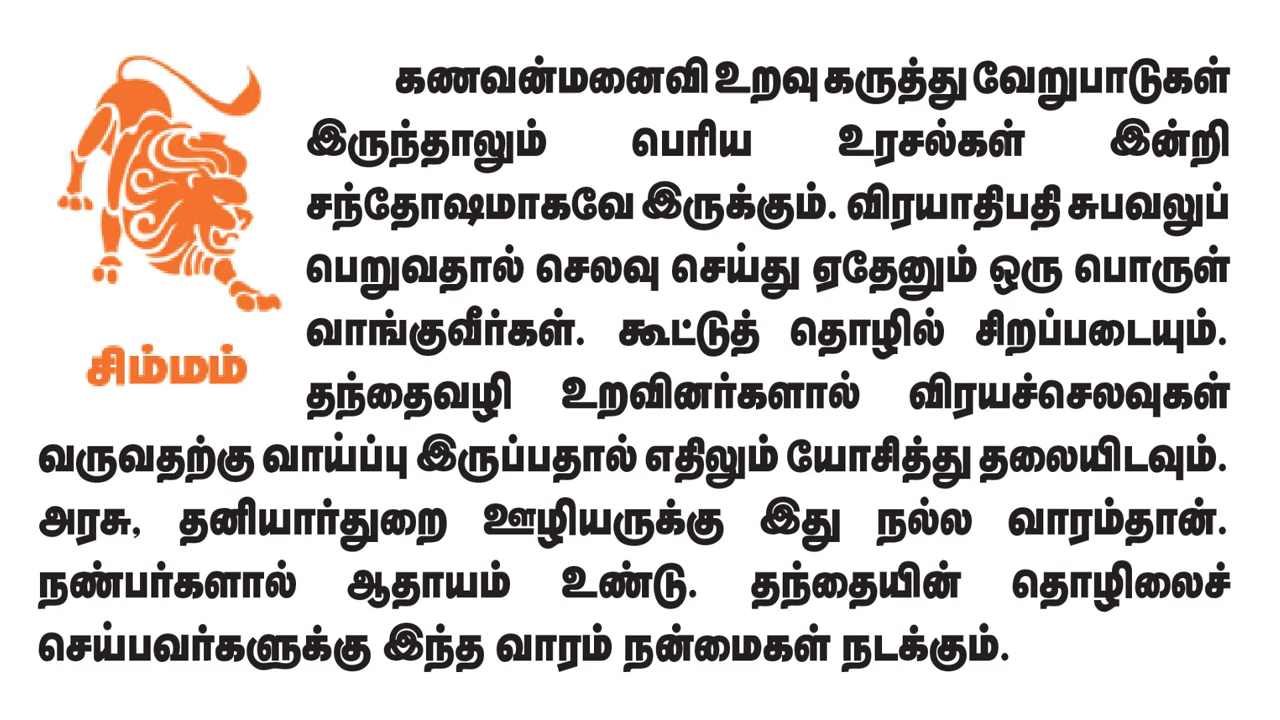 கணவன்மனைவி உறவு கருத்து வேறுபாடுகள்
இருந்தாலும் பெரிய உரசல்கள் இன்றி
சந்தோஷமாகவே இருக்கும். விரயாதிபதி சுபவலுப்
பெறுவதால் செலவு செய்து ஏதேனும் ஒரு பொருள்
வாங்குவீர்கள். கூட்டுத் தொழில் சிறப்படையும்.
சிம்மம்
தந்தைவழி உறவினர்களால் விரயச்செலவுகள்
வருவதற்கு வாய்ப்பு இருப்பதால் எதிலும் யோசித்து தலையிடவும்.
அரசு, தனியார்துறை ஊழியருக்கு இது நல்ல வாரம்தான்.
நண்பர்களால் ஆதாயம் உண்டு. தந்தையின் தொழிலைச்
செய்பவர்களுக்கு இந்த வாரம் நன்மைகள் நடக்கும்.